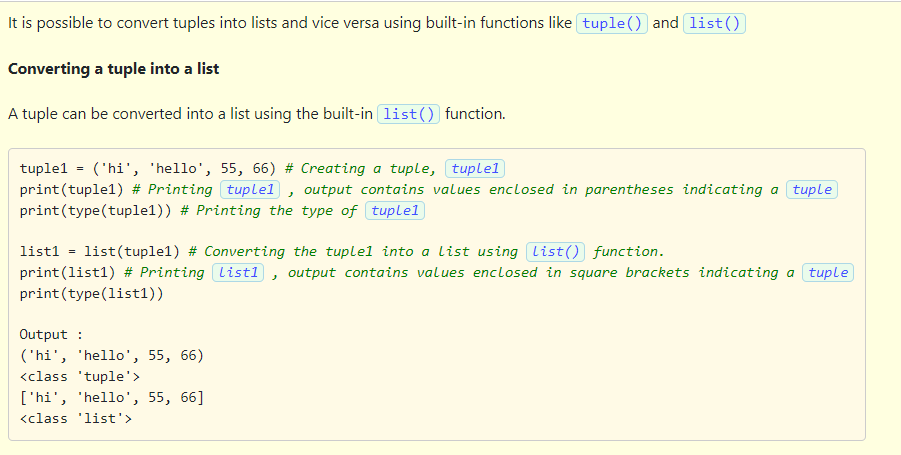 It is possible to convert tuples into lists and vice versa using built-in functions like tuple() and list()
Converting a tuple into a list
A tuple can be converted into a list using the built-in list() function.
tuple1 = ('hi', 'hello', 55, 66) # Creating a tuple, tuple1
print(tuple1) # Printing tuple1 , output contains values enclosed in parentheses indicating a tuple
print(type(tuple1)) # Printing the type of tuple1
list1 = list(tuple1) # Converting the tuple1 into a list using list() function.
print(list1) # Printing list1 , output contains values enclosed in square brackets indicating a tuple
print(type(list1))
Output :
('hi', 'hello', 55, 66)
<class 'tuple'>
['hi', 'hello', 55, 66]
<class 'list'>